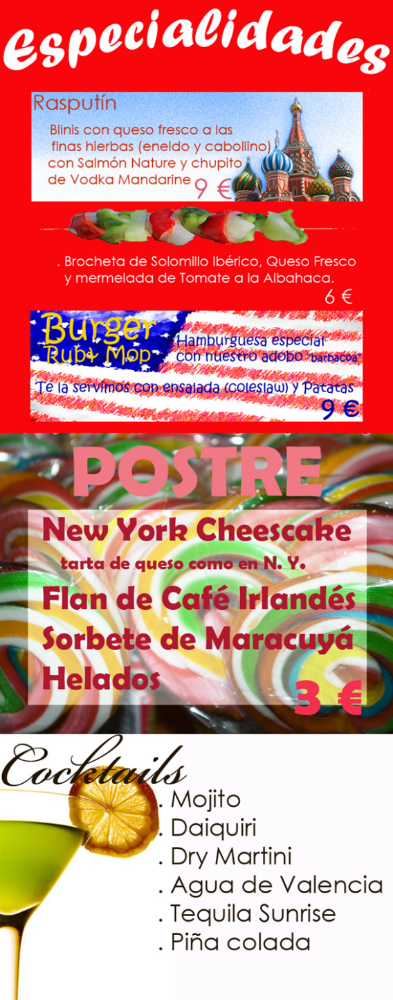 Especialidades
Rasputín
Blinis con queso fresco a las
finas hierbas (eneldo y cabollino)
con Salmón Nature y chupito
de Vodka Mandarine 9 €
. Brocheta de Solomillo Ibérico, Queso Fresco
y mermelada de Tomate a la Albahaca.
6 €
Burger
Ruby Mop
Hamburguesa especial
con nuestro adobo "barbacoa"
Te la servimos con ensalada (coleslaw) y Patatas
9 €
POSTRE
New York Cheescake
tarta de queso como en N. Y.
Flan de Café Irlandés
Sorbete de Maracuyá
Helados
3 €
Cocktails
. Mojito
. Daiquiri
. Dry Martini
. Agua de Valencia
. Tequila Sunrise
. Piña colada